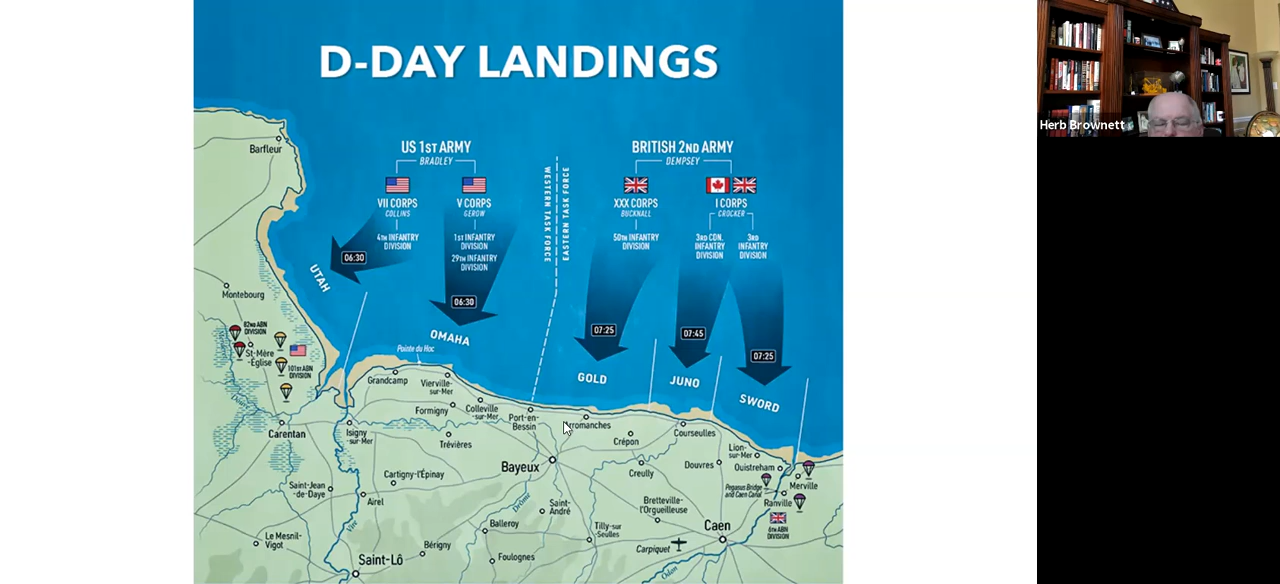 D-DAY LANDINGS
Herb Brownett
US 1ST ARMY
BRADLEY
BRITISH 2ND ARMY
DEMPSEY
WESTERN TASK FORCE
EASTERN TASK FORCE
VII CORPS
COLLINS
V CORPS
GEROW
XXX CORPS
BUCKNALL
I CORPS
CROCKER
4TH INFANTRY
DIVISION
1ST INFANTRY
DIVISION
29TH INFANTRY
DIVISION
50TH INFANTRY
DIVISION
3RD CDN.
INFANTRY
DIVISION
3RD
INFANTRY
DIVISION
06:30
06:30
07:25
07:45
07:25
UTAH
OMAHA
GOLD
JUNO
SWORD
Barfleur
Montebourg
82ND ABN
DIVISION
St-Mère
-Église
101ST ABN
DIVISION
Pointe du Hoc
Grandcamp
Vierville-
sur-Mer
Formigny
Colleville
-sur-Mer
Port-en-
Bessin
Arromanches
Carentan
Isigny
-sur-Mer
Trévières
Crépon
Courseulles
Lion-
sur-Mer
Bayeux
Creully
Douvres
Ouistreham
Merville
Pegasus Bridge
and Caen Canal
Ranville
6TH ABN
DIVISION
Cartigny-l'Épinay
Saint-Jean
-de-Daye
Airel
Vire
Drôme
Saint-
André
Bretteville-
l'Orgueilleuse
Balleroy
Tilly-sur
-Seulles
Caen
Carpiquet
Le Mesnil-
Vigot
Bérigny
Foulognes
Saint-Lô
Odon